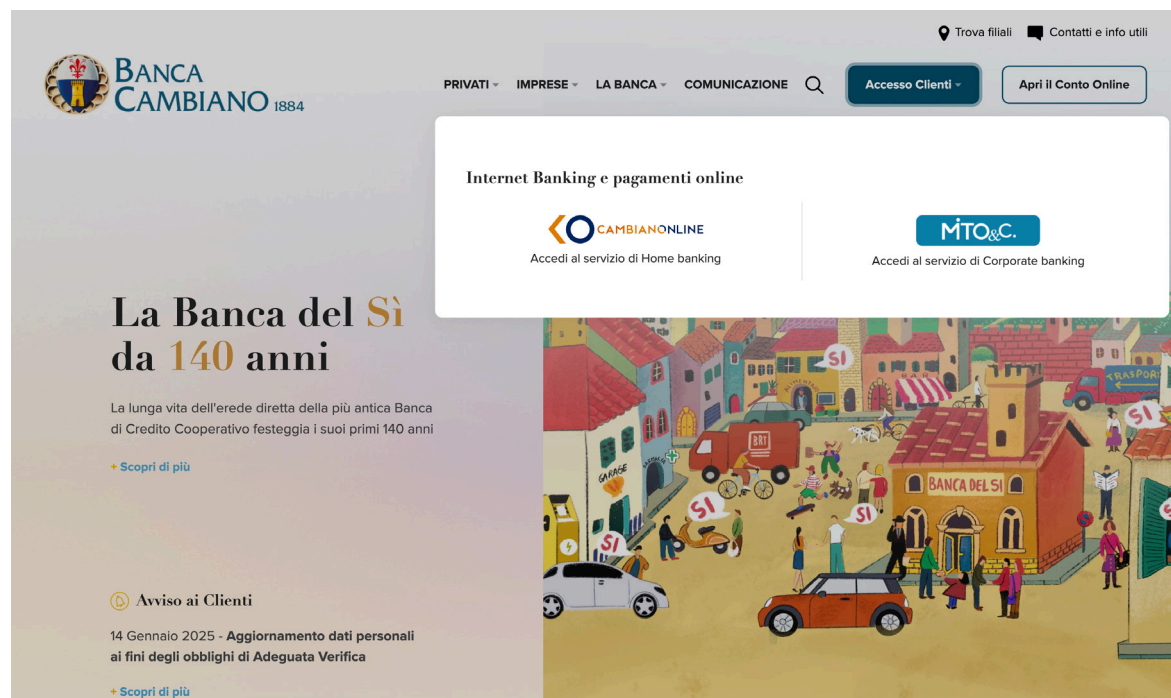 Trova filiali
Contatti e info utili
BANCA
CAMBIANO 1884
PRIVATI
IMPRESE
LA BANCA
COMUNICAZIONE
Accesso Clienti
Apri il Conto Online
Internet Banking e pagamenti online
CAMBIANONLINE
Accedi al servizio di Home banking
MITO&C.
Accedi al servizio di Corporate banking
La Banca del Sì
da 140 anni
La lunga vita dell'erede diretta della più antica Banca
di Credito Cooperativo festeggia i suoi primi 140 anni
+ Scopri di più
Avviso ai Clienti
14 Gennaio 2025 - Aggiornamento dati personali
ai fini degli obblighi di Adeguata Verifica
+ Scopri di più
SI
BAR
TRASPORT
SI
BRT
GARAGE
BANCA DEL SI
SI
SI
SI